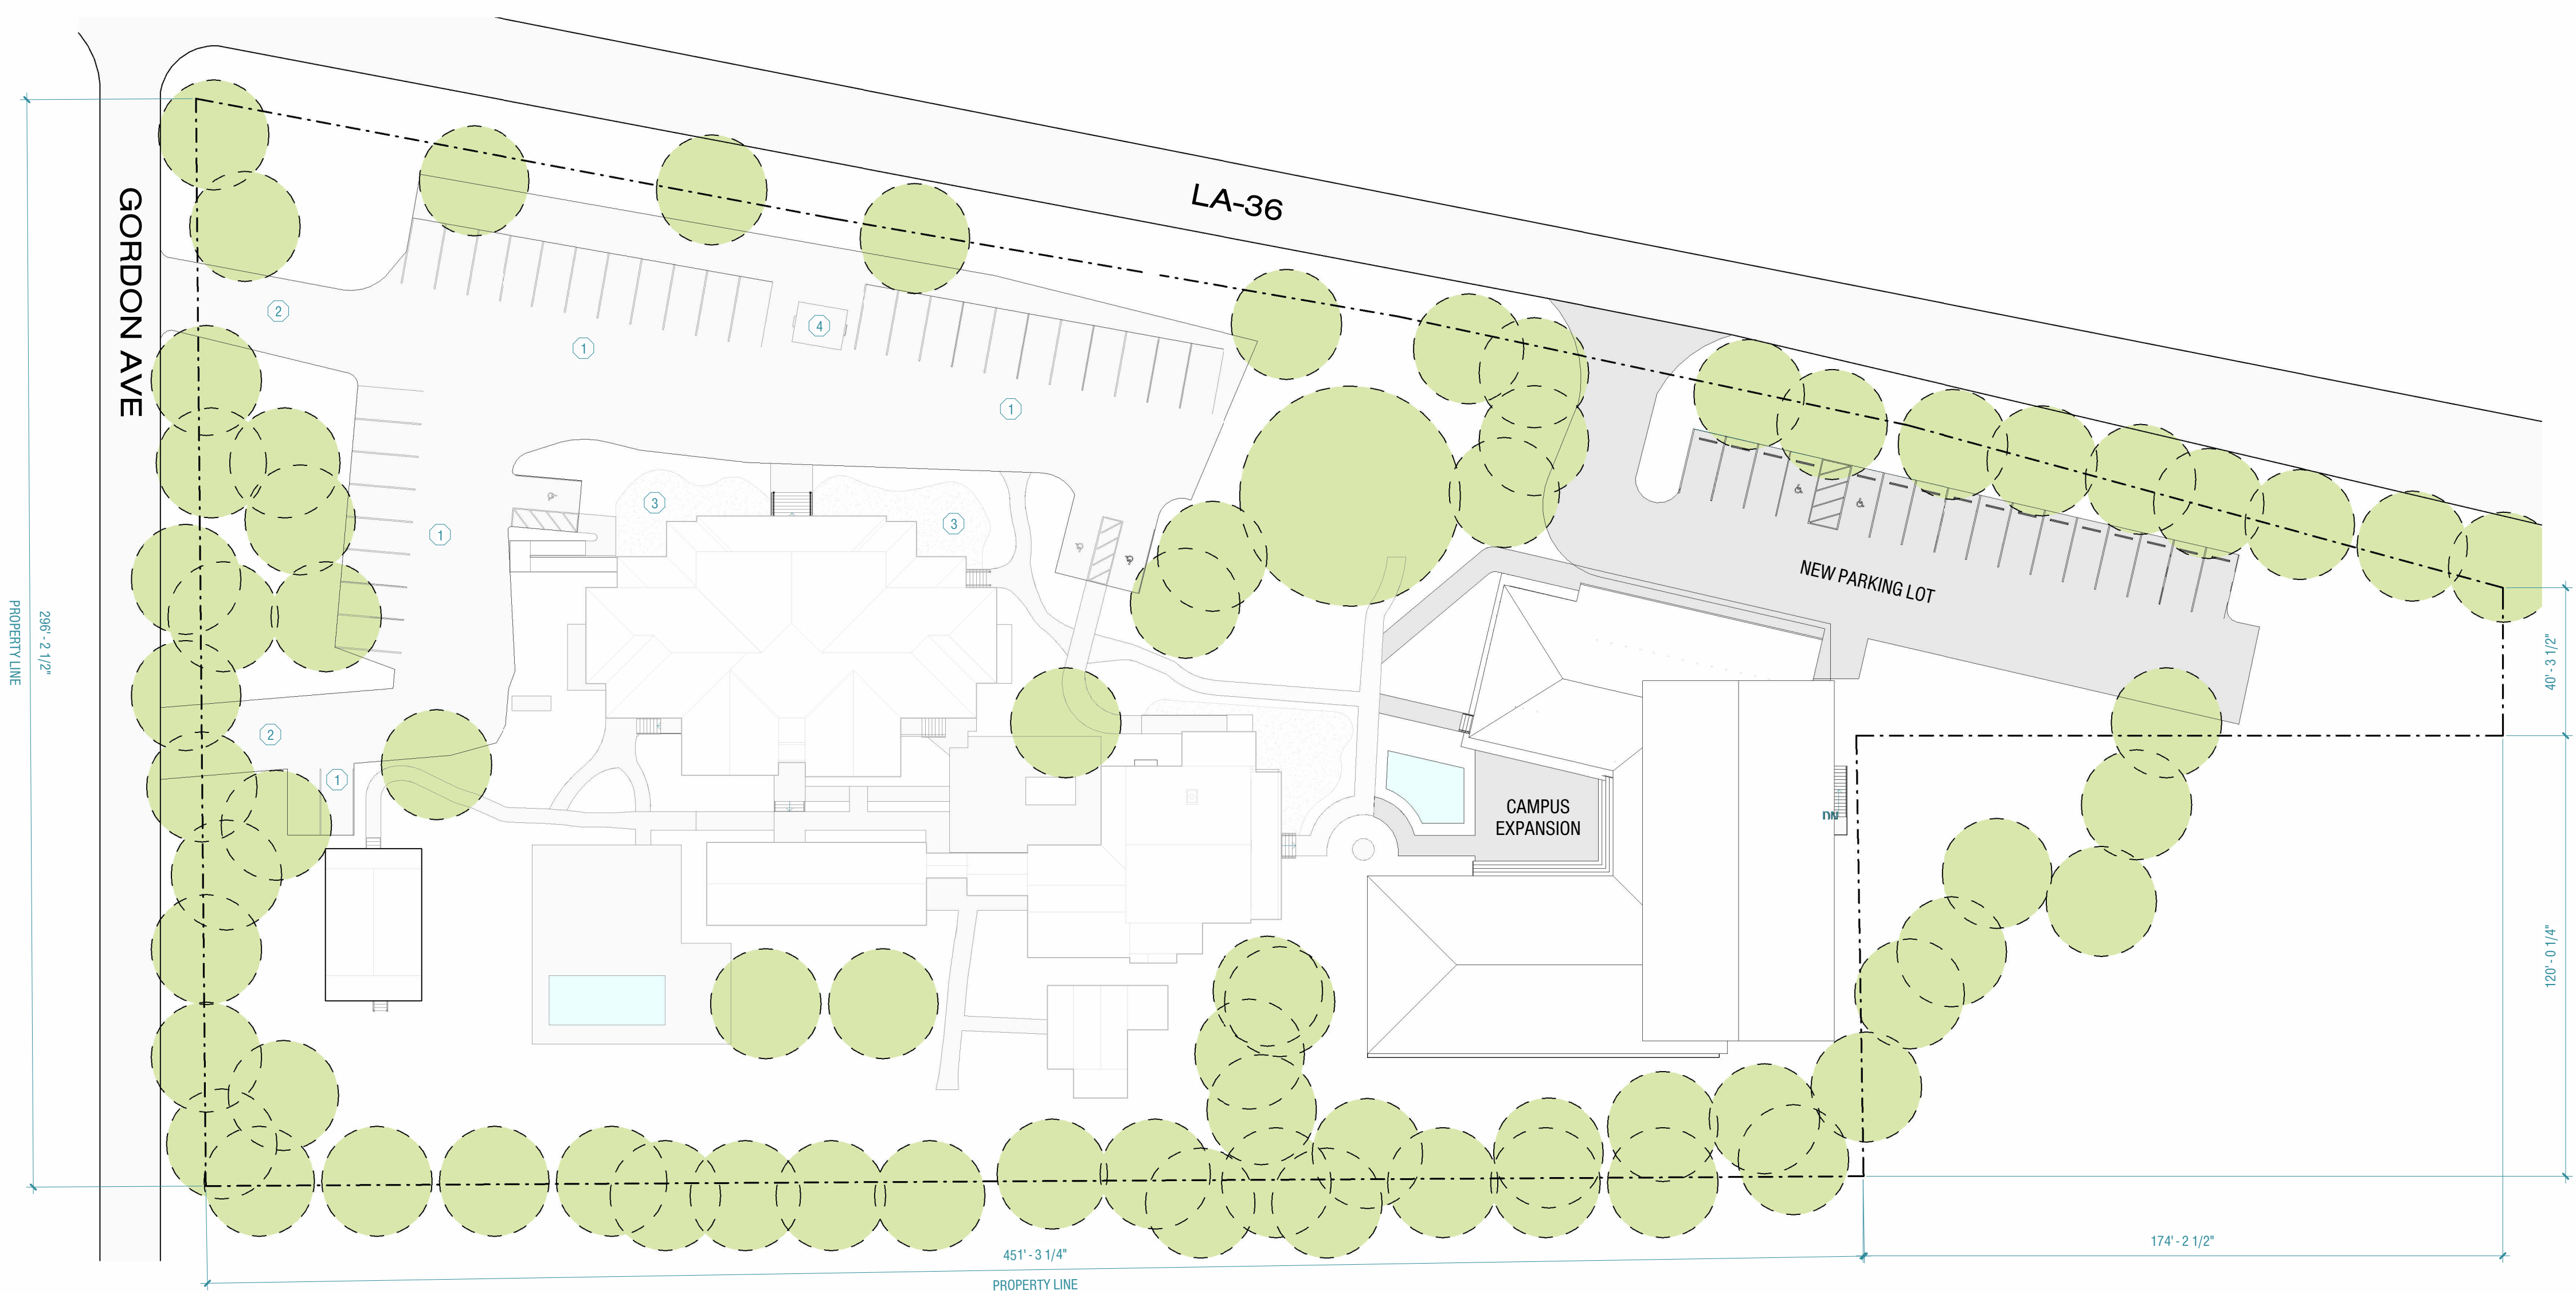 LA-36
GORDON AVE
2
1
4
1
3
3
1
NEW PARKING LOT
296' - 2 1/2"
PROPERTY LINE
40' - 3 1/2"
2
1
CAMPUS
EXPANSION
DN
120' - 0 1/4"
174' - 2 1/2"
451' - 3 1/4"
PROPERTY LINE